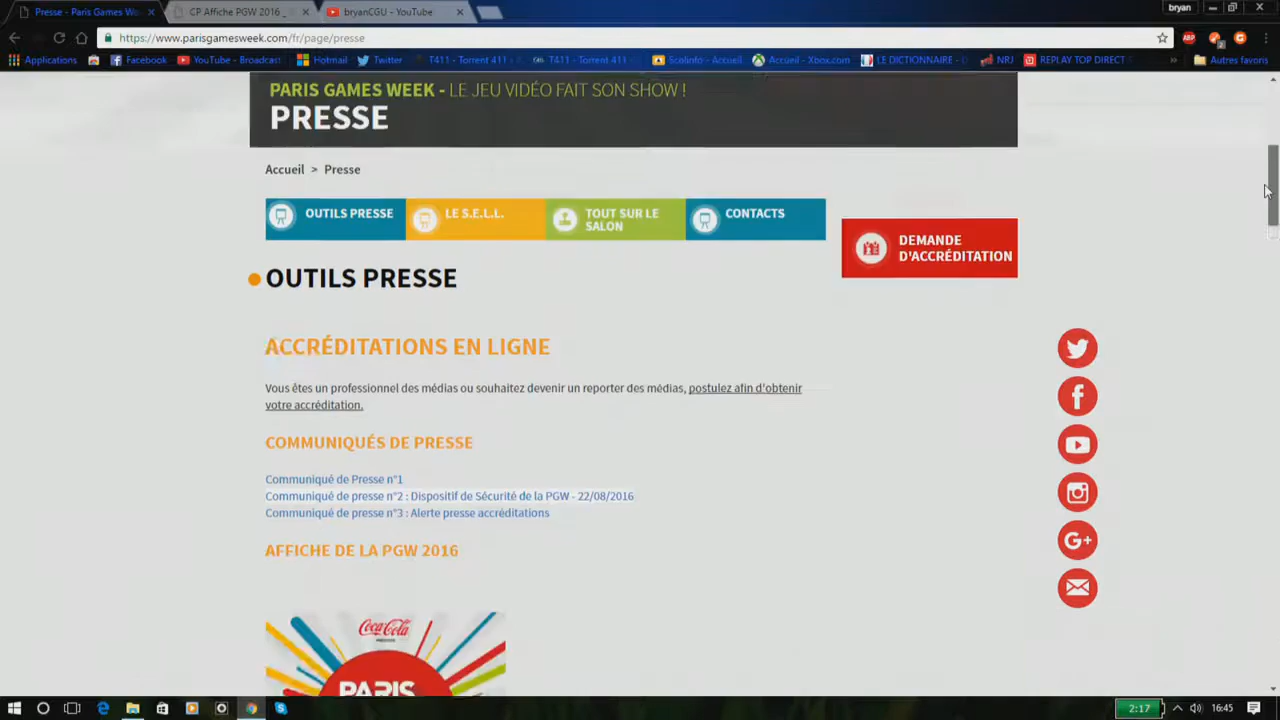 Presse - Paris Games We
CP Affiche PGW 2016 _
bryanCGU - YouTube
bryan
https://www.parisgamesweek.com/fr/page/presse
Applications
Facebook
YouTube - Broadcast
Hotmail
Twitter
T411 - Torrent 411
T411 - Torrent 411
Scolinfo - Accueil
Accueil - Xbox.com
LE DICTIONNAIRE -
NRJ
REPLAY TOP DIRECT
»
Autres favoris
PARIS GAMES WEEK - LE JEU VIDÉO FAIT SON SHOW !
PRESSE
Accueil > Presse
OUTILS PRESSE
LE S.E.L.L.
TOUT SUR LE
SALON
CONTACTS
DEMANDE
D'ACCRÉDITATION
OUTILS PRESSE
ACCRÉDITATIONS EN LIGNE
Vous êtes un professionnel des médias ou souhaitez devenir un reporter des médias, postulez afin d'obtenir
votre accréditation.
COMMUNIQUÉS DE PRESSE
Communiqué de Presse n°1
Communiqué de presse n°2 : Dispositif de Sécurité de la PGW - 22/08/2016
Communiqué de presse n°3 : Alerte presse accréditations
AFFICHE DE LA PGW 2016
Coca-Cola
PARIS
2:17
16:45